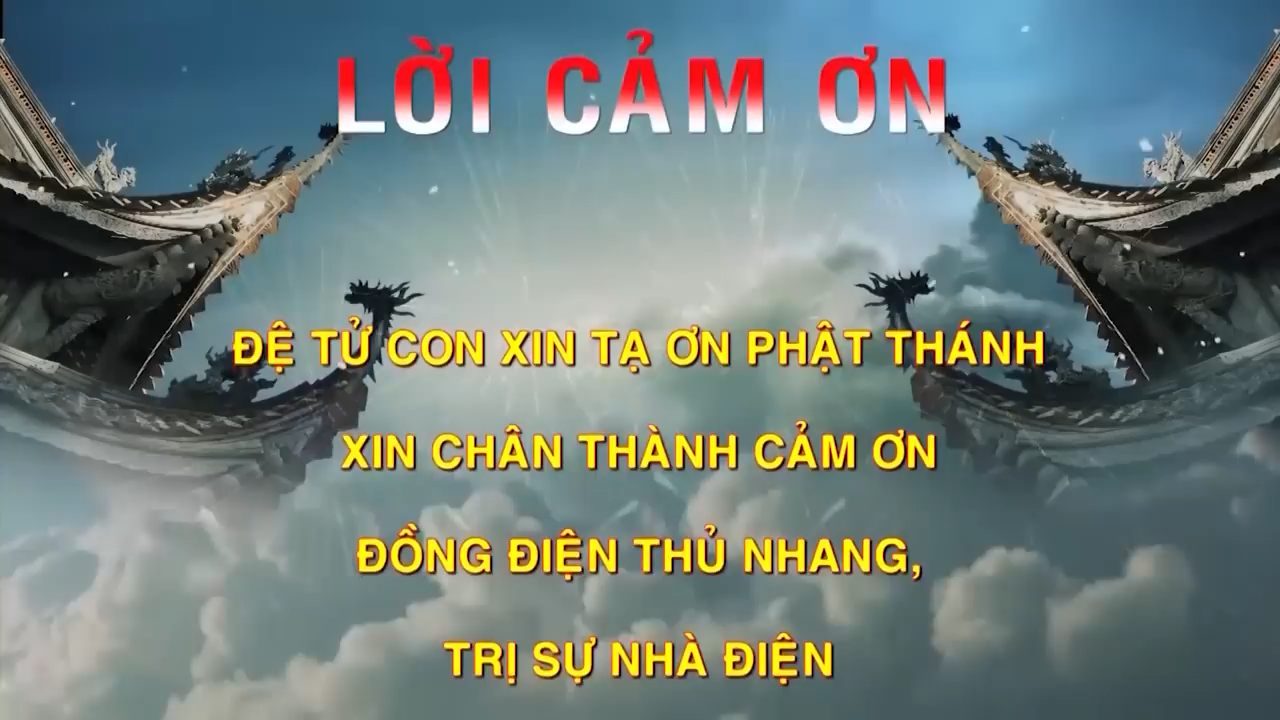 LỜI CẢM ƠN
ĐỆ TỬ CON XIN TẠ ƠN PHẬT THÁNH
XIN CHÂN THÀNH CẢM ƠN
ĐỒNG ĐIỆN THỦ NHANG,
TRỊ SỰ NHÀ ĐIỆN